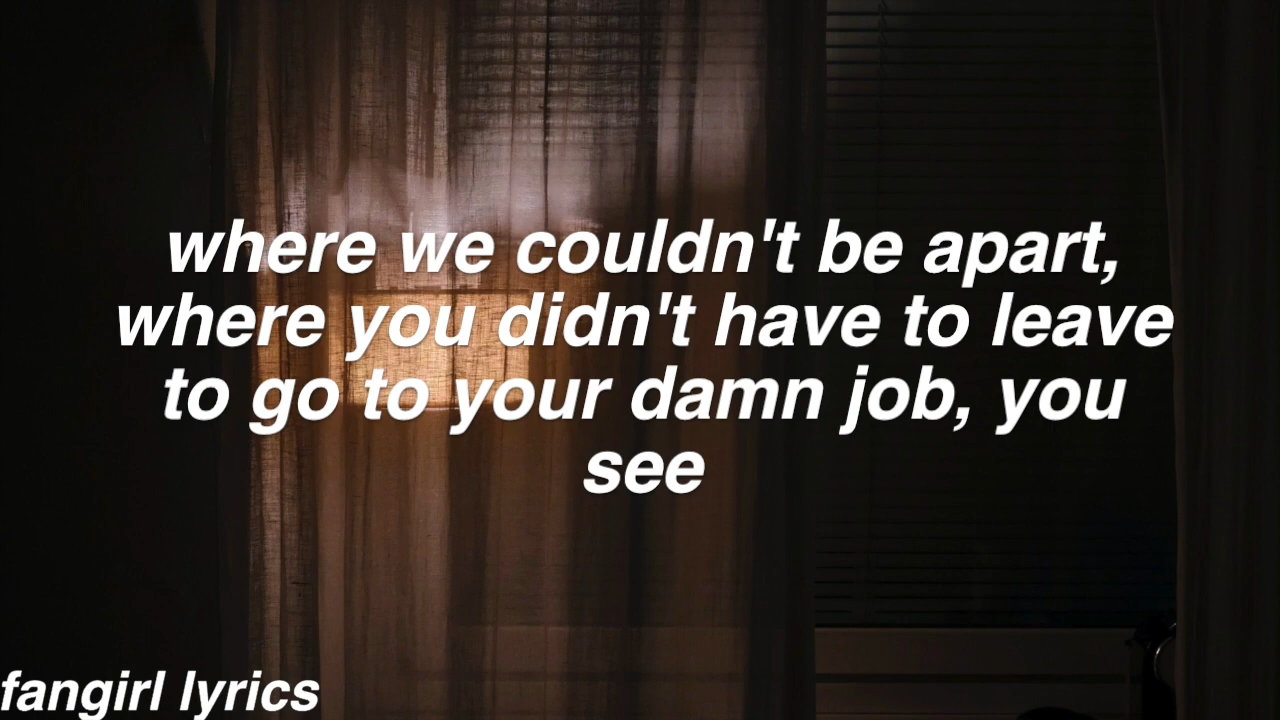 where we couldn't be apart,
where you didn't have to leave
to go to your damn job, you
see
fangirl lyrics